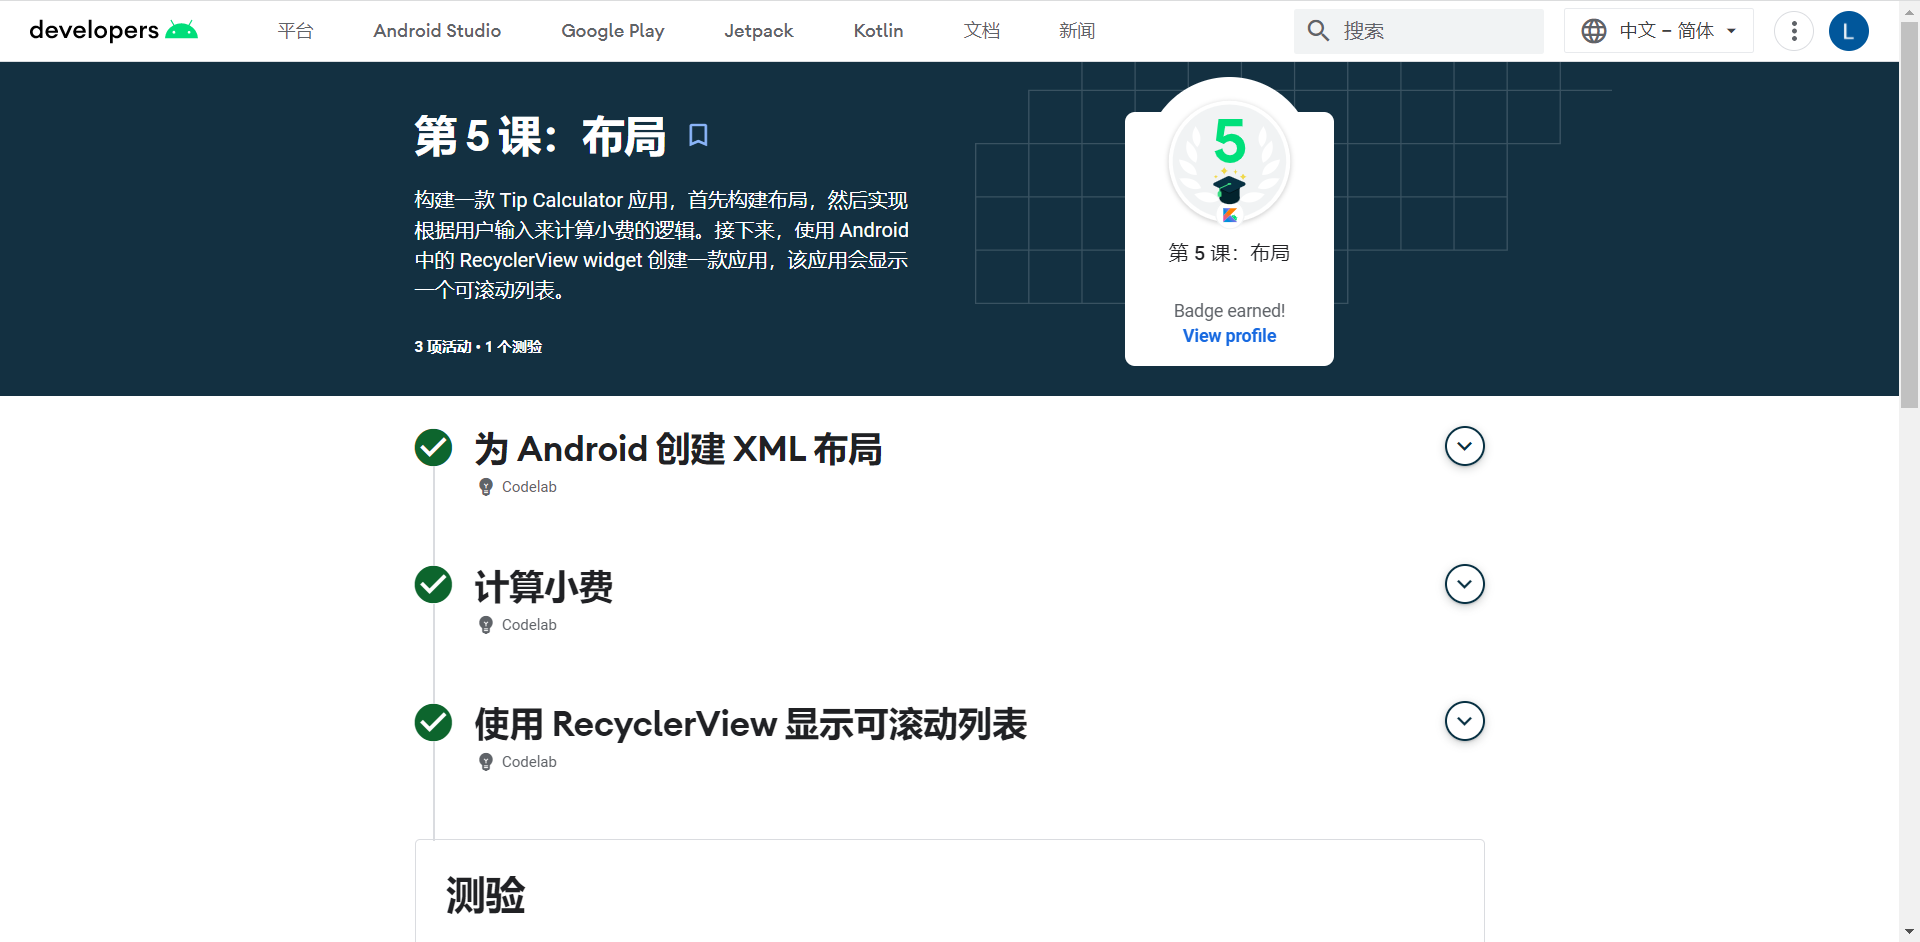 developers
平台
Android Studio
Google Play
Jetpack
Kotlin
文档
新闻
搜索
中文 – 简体
L
第 5 课：布局
构建一款 Tip Calculator 应用，首先构建布局，然后实现
根据用户输入来计算小费的逻辑。接下来，使用 Android
中的 RecyclerView widget 创建一款应用，该应用会显示
一个可滚动列表。
3 项活动 • 1 个测验
5
第 5 课：布局
Badge earned!
View profile
为 Android 创建 XML 布局
Codelab
计算小费
Codelab
使用 RecyclerView 显示可滚动列表
Codelab
测验